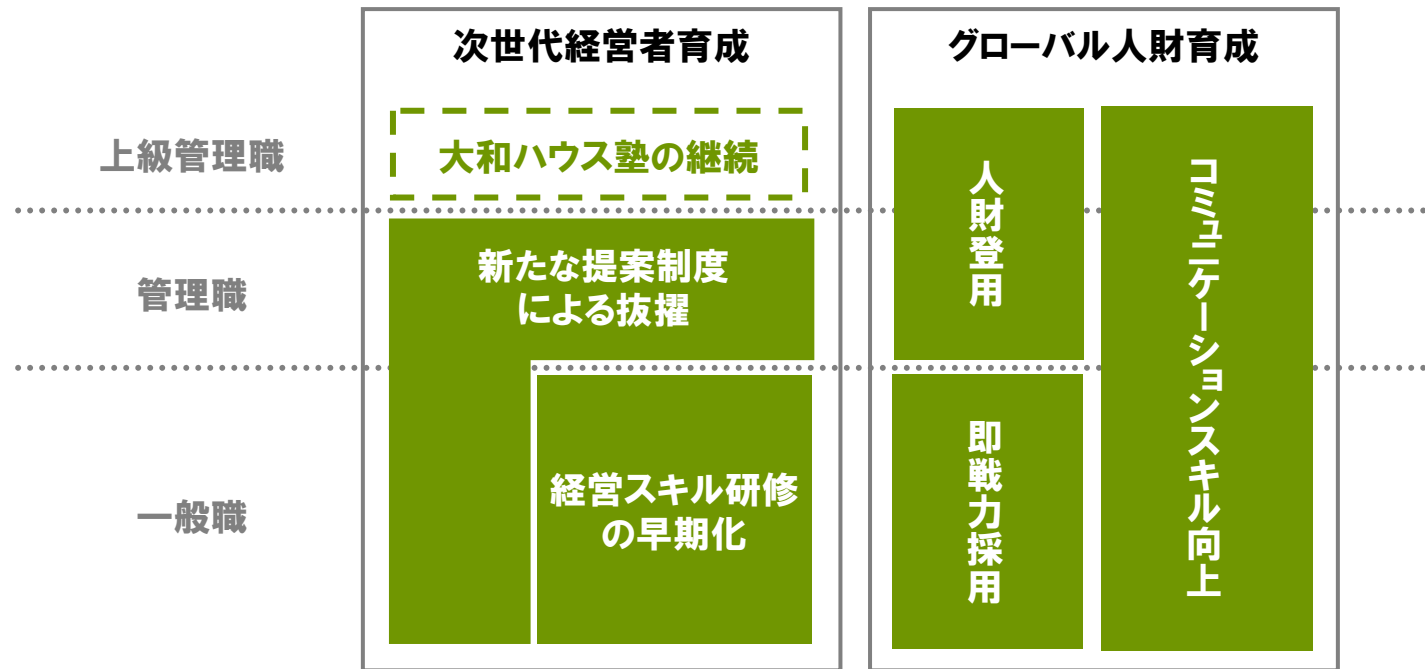 次世代経営者育成
グローバル人財育成
上級管理職
大和ハウス塾の継続
人財登用
コミュニケーションスキル向上
管理職
新たな提案制度
による抜擢
一般職
経営スキル研修
の早期化
即戦力採用